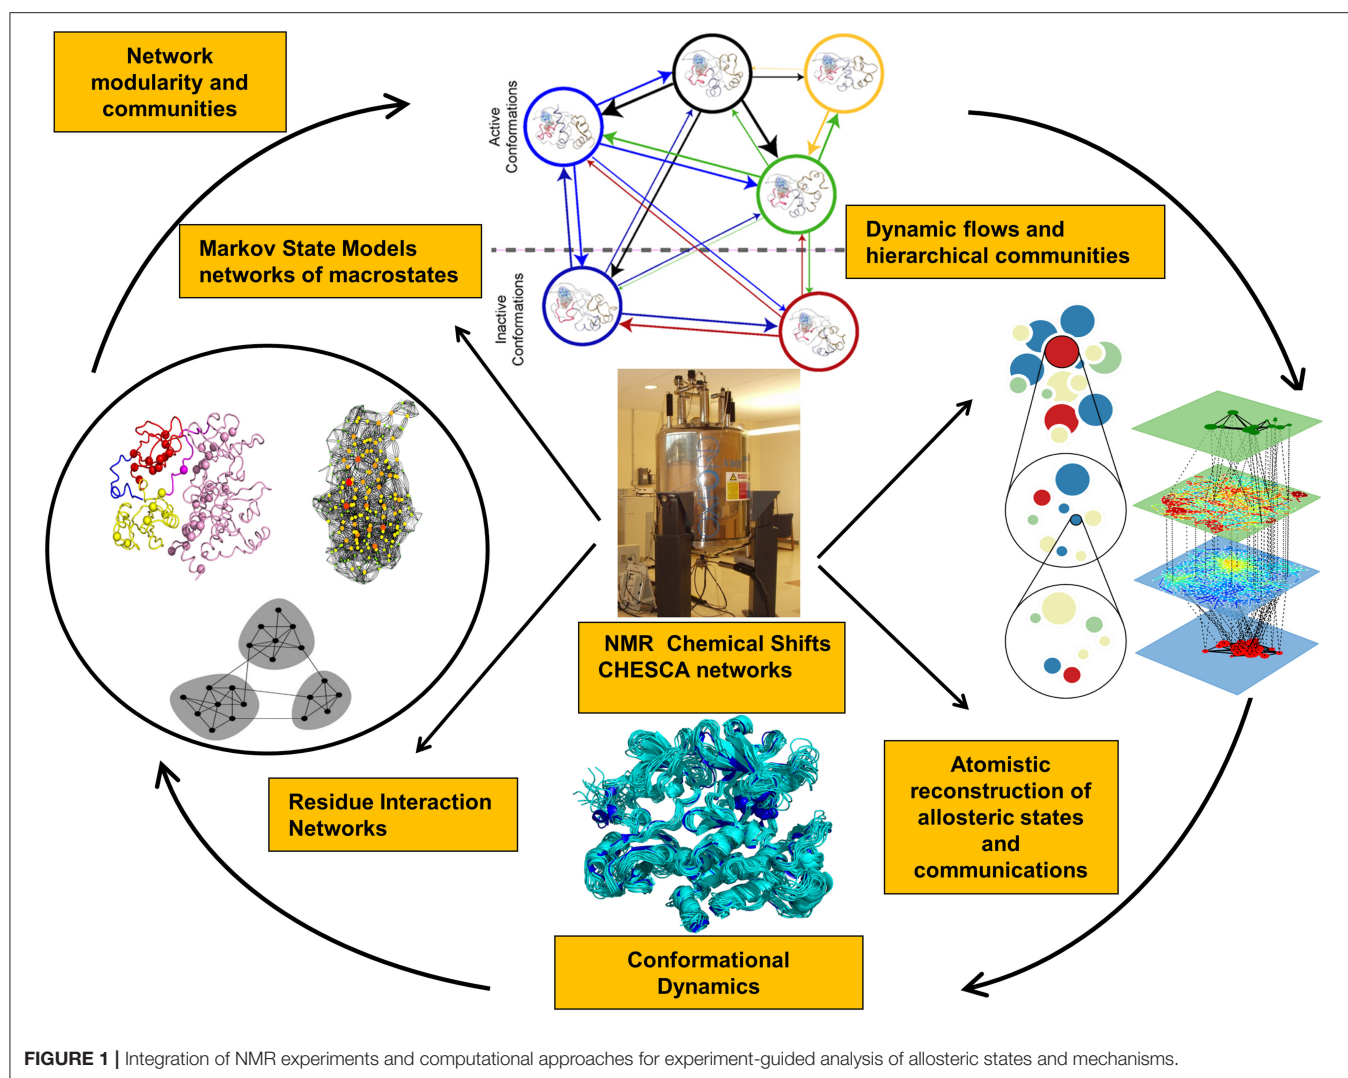 Network
modularity and
communities
Active
Conformations
Markov State Models
networks of macrostates
Dynamic flows and
hierarchical communities
Inactive
Conformations
NMR Chemical Shifts
CHESCA networks
Residue Interaction
Networks
Atomistic
reconstruction of
allosteric states
and
communications
Conformational
Dynamics
FIGURE 1 | Integration of NMR experiments and computational approaches for experiment-guided analysis of allosteric states and mechanisms.